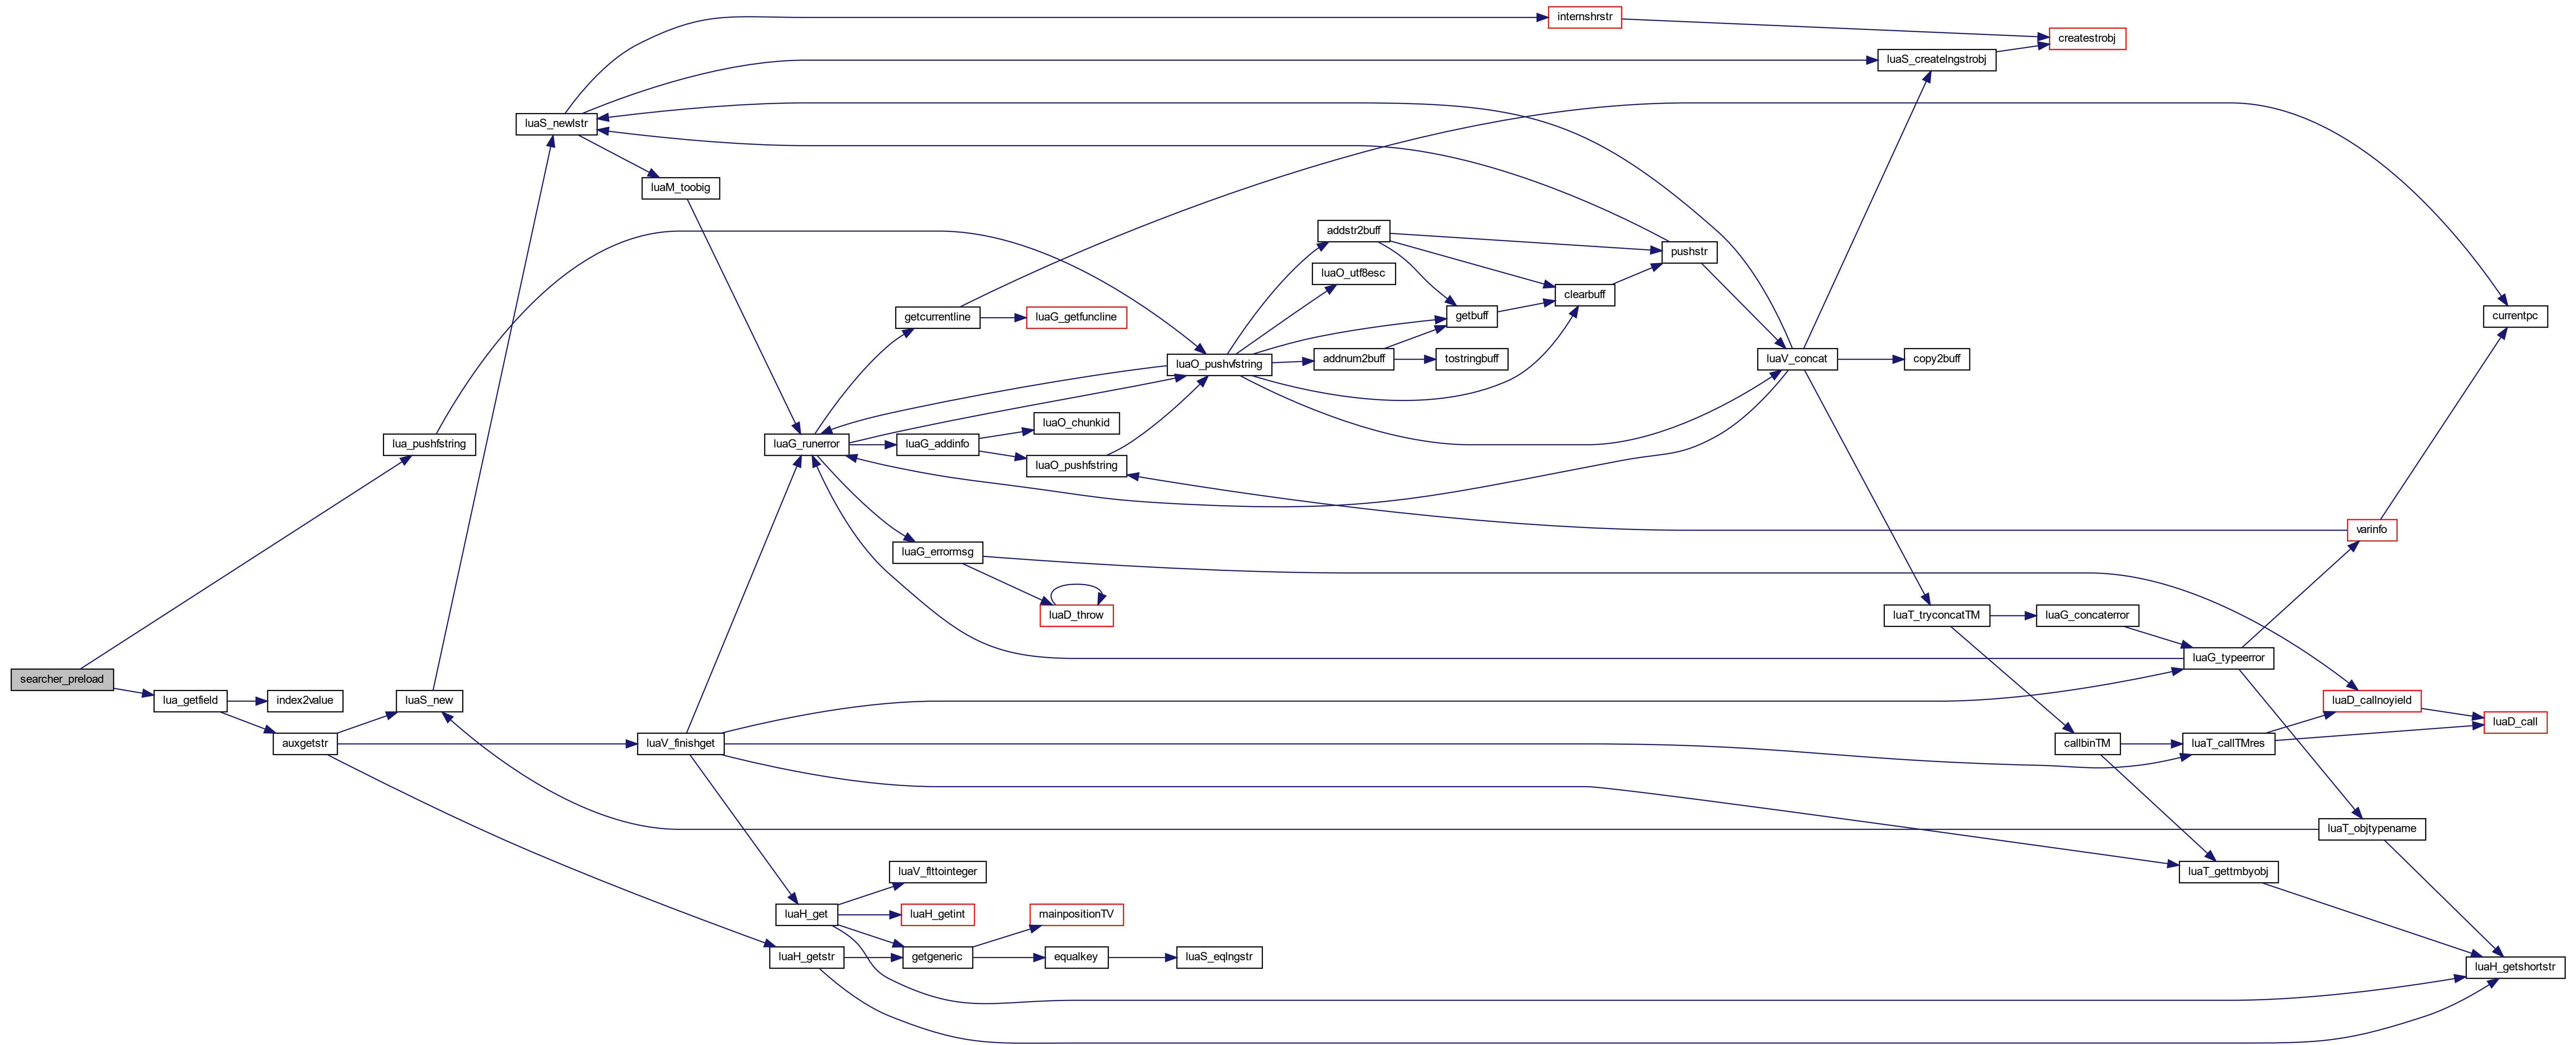 internshrstr
createstrobj
luaS_createlngstrobj
luaS_newlstr
luaM_toobig
addstr2buff
pushstr
luaO_utf8esc
clearbuff
getcurrentline
luaG_getfuncline
getbuff
currentpc
luaO_pushvfstring
addnum2buff
tostringbuff
luaV_concat
copy2buff
luaO_chunkid
lua_pushfstring
luaG_runerror
luaG_addinfo
luaO_pushfstring
varinfo
luaG_errormsg
luaD_throw
luaT_tryconcatTM
luaG_concaterror
luaG_typeerror
searcher_preload
lua_getfield
index2value
luaS_new
luaD_callnoyield
luaD_call
auxgetstr
luaV_finishget
callbinTM
luaT_callTMres
luaT_objtypename
luaV_flttointeger
luaT_gettmbyobj
luaH_get
luaH_getint
mainpositionTV
luaH_getstr
getgeneric
equalkey
luaS_eqlngstr
luaH_getshortstr